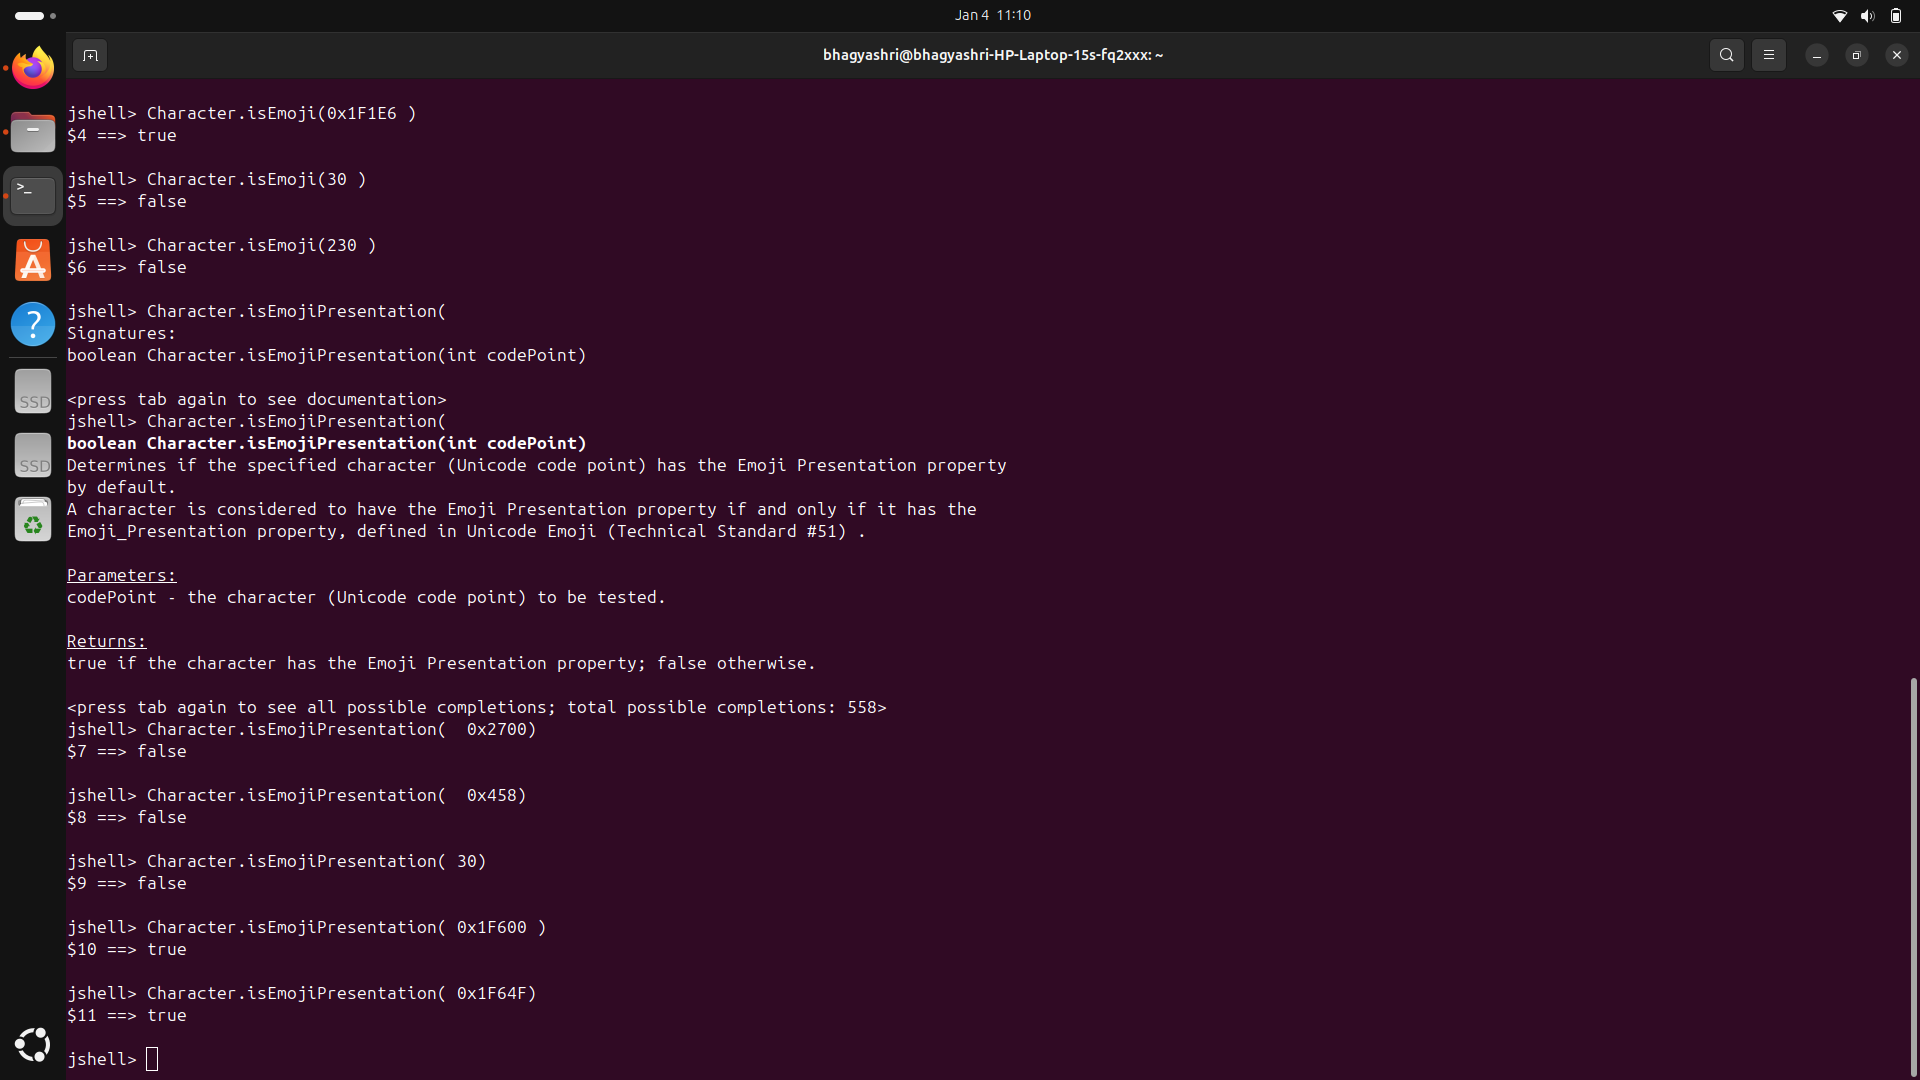 Jan 4 11:10
bhagyashri@bhagyashri-HP-Laptop-15s-fq2xxx: ~
jshell> Character.isEmoji(0x1F1E6 )
$4 ==> true
jshell> Character.isEmoji(30 )
$5 ==> false
jshell> Character.isEmoji(230 )
$6 ==> false
jshell> Character.isEmojiPresentation(
Signatures:
boolean Character.isEmojiPresentation(int codePoint)
<press tab again to see documentation>
jshell> Character.isEmojiPresentation(
boolean Character.isEmojiPresentation(int codePoint)
Determines if the specified character (Unicode code point) has the Emoji Presentation property
by default.
A character is considered to have the Emoji Presentation property if and only if it has the
Emoji_Presentation property, defined in Unicode Emoji (Technical Standard #51) .
Parameters:
codePoint - the character (Unicode code point) to be tested.
Returns:
true if the character has the Emoji Presentation property; false otherwise.
<press tab again to see all possible completions; total possible completions: 558>
jshell> Character.isEmojiPresentation(  0x2700)
$7 ==> false
jshell> Character.isEmojiPresentation(  0x458)
$8 ==> false
jshell> Character.isEmojiPresentation( 30)
$9 ==> false
jshell> Character.isEmojiPresentation( 0x1F600 )
$10 ==> true
jshell> Character.isEmojiPresentation( 0x1F64F)
$11 ==> true
jshell>
>_
A
?
SSD
SSD